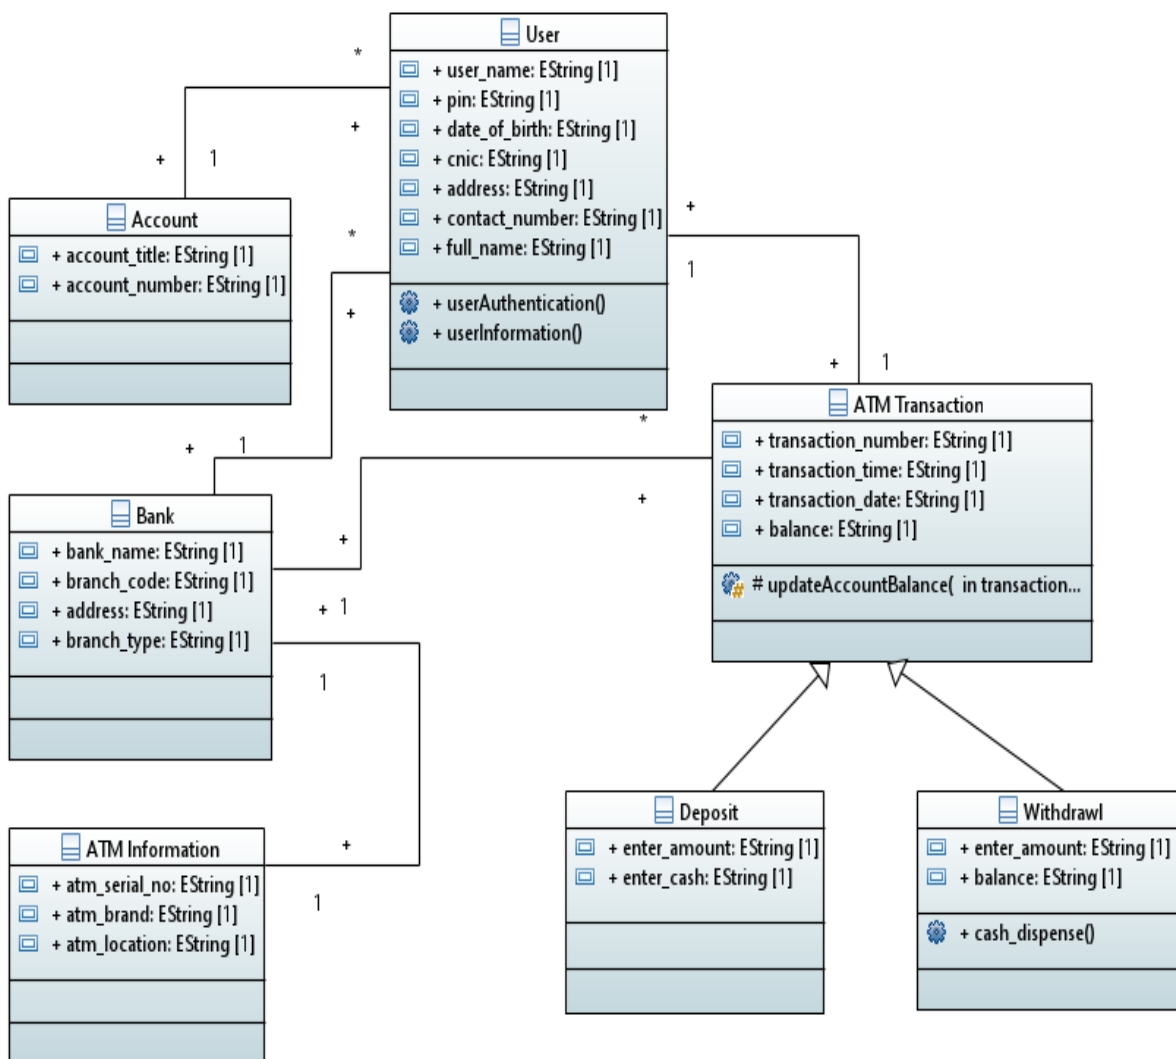 User
+ user_name: EString [1]
+ pin: EString [1]
+ date_of_birth: EString [1]
+ cnic: EString [1]
+ address: EString [1]
+ contact_number: EString [1]
+ full_name: EString [1]
+ userAuthentication()
+ userInformation()
*
+
+ 1
Account
+ account_title: EString [1]
+ account_number: EString [1]
*
+
+ 1
+
1
+ 1
Bank
+ bank_name: EString [1]
+ branch_code: EString [1]
+ address: EString [1]
+ branch_type: EString [1]
*
+
+
+ 1
1
ATM Transaction
+ transaction_number: EString [1]
+ transaction_time: EString [1]
+ transaction_date: EString [1]
+ balance: EString [1]
# updateAccountBalance( in transaction...
ATM Information
+ atm_serial_no: EString [1]
+ atm_brand: EString [1]
+ atm_location: EString [1]
+
1
Deposit
+ enter_amount: EString [1]
+ enter_cash: EString [1]
Withdrawl
+ enter_amount: EString [1]
+ balance: EString [1]
+ cash_dispense()